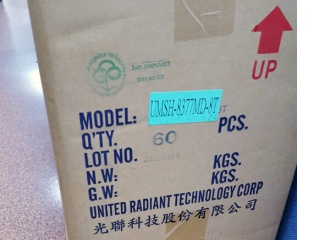 UP
MODEL: UMSH-8377MD-8T
Q'TY. 60 PCS.
LOT NO.
N.W: KGS.
G.W: KGS.
UNITED RADIANT TECHNOLOGY CORP
光聯科技股份有限公司